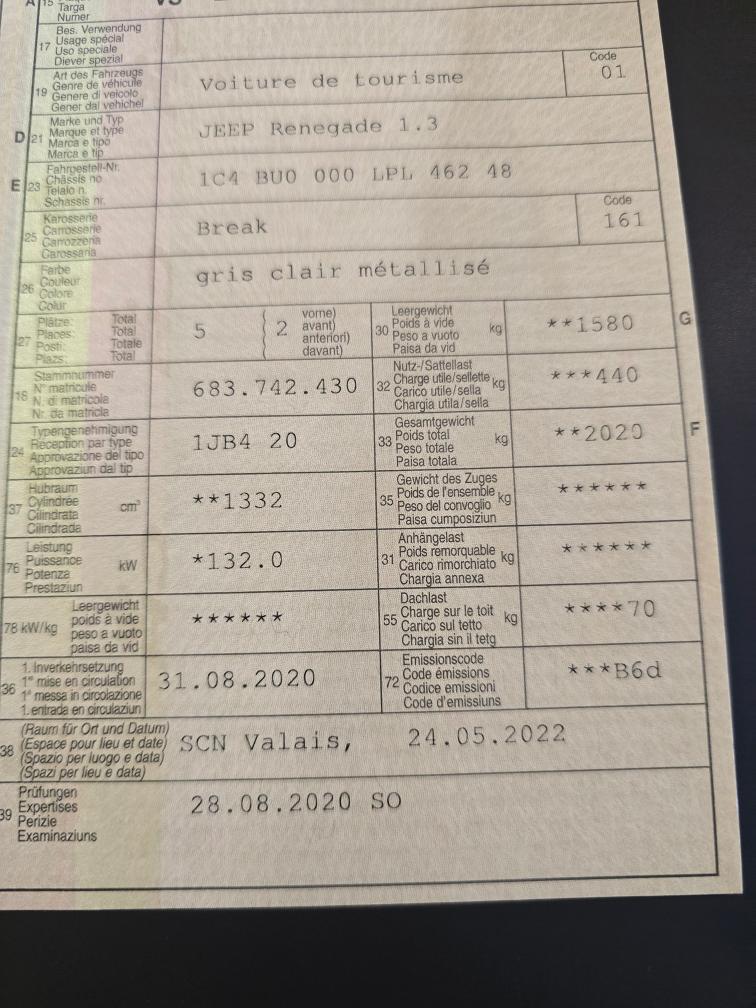 A 15
Targa
Numer
17 Bes. Verwendung
Usage spécial
Uso speciale
Diever spezial
19 Art des Fahrzeugs
Genre de véhicule
Genere di veicolo
Gener dal vehichel
Voiture de tourisme
Code
01
D 21 Marke und Typ
Marque et type
Marca e tipo
Marca e tip
JEEP Renegade 1.3
E 23 Fahrgestell-Nr.
Châssis no
Telaio n.
Schassis nr.
1C4 BU0 000 LPL 462 48
25 Karosserie
Carrosserie
Carrozzeria
Carossaria
Break
Code
161
26 Farbe
Couleur
Colore
Colur
gris clair métallisé
27 Plätze: Total
Places: Total
Posti: Totale
Plazs: Total
5
2
vorne)
avant)
anteriori)
davant)
30 Leergewicht
Poids à vide kg
Peso a vuoto
Paisa da vid
**1580
G
18 Stammnummer
N° matricule
N. di matricola
Nr. da matricla
683.742.430
32 Nutz-/Sattellast
Charge utile/sellette kg
Carico utile/sella
Chargia utila/sella
***440
24 Typengenehmigung
Réception par type
Approvazione del tipo
Approvaziun dal tip
1JB4 20
33 Gesamtgewicht
Poids total kg
Peso totale
Paisa totala
**2020
F
37 Hubraum
Cylindrée cm³
Cilindrata
Cilindrada
**1332
35 Gewicht des Zuges
Poids de l'ensemble kg
Peso del convoglio
Paisa cumposiziun
******
76 Leistung
Puissance kW
Potenza
Prestaziun
*132.0
31 Anhängelast
Poids remorquable kg
Carico rimorchiato
Chargia annexa
******
78 kW/kg Leergewicht
poids à vide
peso a vuoto
paisa da vid
******
55 Dachlast
Charge sur le toit kg
Carico sul tetto
Chargia sin il tetg
****70
36 1. Inverkehrsetzung
1re mise en circulation
1a messa in circolazione
1. entrada en circulaziun
31.08.2020
72 Emissionscode
Code émissions
Codice emissioni
Code d'emissiuns
***B6d
38 (Raum für Ort und Datum)
(Espace pour lieu et date)
(Spazio per luogo e data)
(Spazi per lieu e data)
SCN Valais, 24.05.2022
39 Prüfungen
Expertises
Perizie
Examinaziuns
28.08.2020 SO